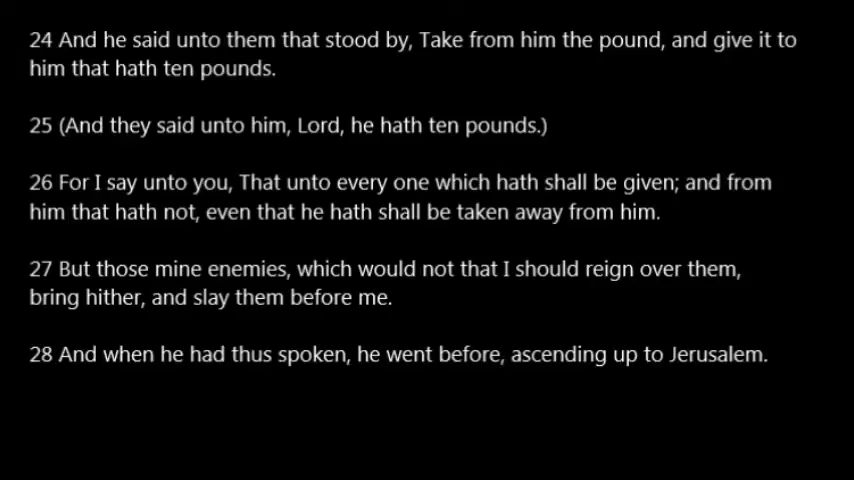 24 And he said unto them that stood by, Take from him the pound, and give it to
him that hath ten pounds.
25 (And they said unto him, Lord, he hath ten pounds.)
26 For I say unto you, That unto every one which hath shall be given; and from
him that hath not, even that he hath shall be taken away from him.
27 But those mine enemies, which would not that I should reign over them,
bring hither, and slay them before me.
28 And when he had thus spoken, he went before, ascending up to Jerusalem.